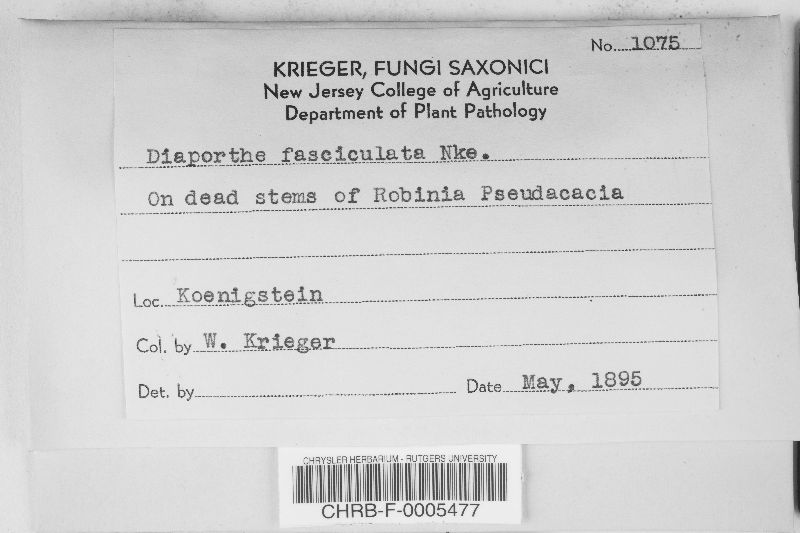 No. 1075
KRIEGER, FUNGI SAXONICI
New Jersey College of Agriculture
Department of Plant Pathology
Diaporthe fasciculata Nke.
On dead stems of Robinia Pseudacacia
Loc. Koenigstein
Col. by W. Krieger
Det. by
Date May, 1895
CHRYSLER HERBARIUM - RUTGERS UNIVERSITY
CHRB-F-0005477